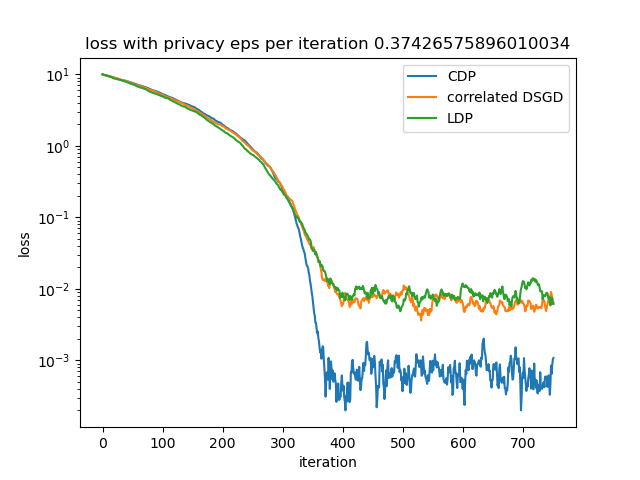 loss with privacy eps per iteration 0.37426575896010034
CDP
correlated DSGD
LDP
loss
10¹
10⁰
10⁻¹
10⁻²
10⁻³
0 100 200 300 400 500 600 700
iteration